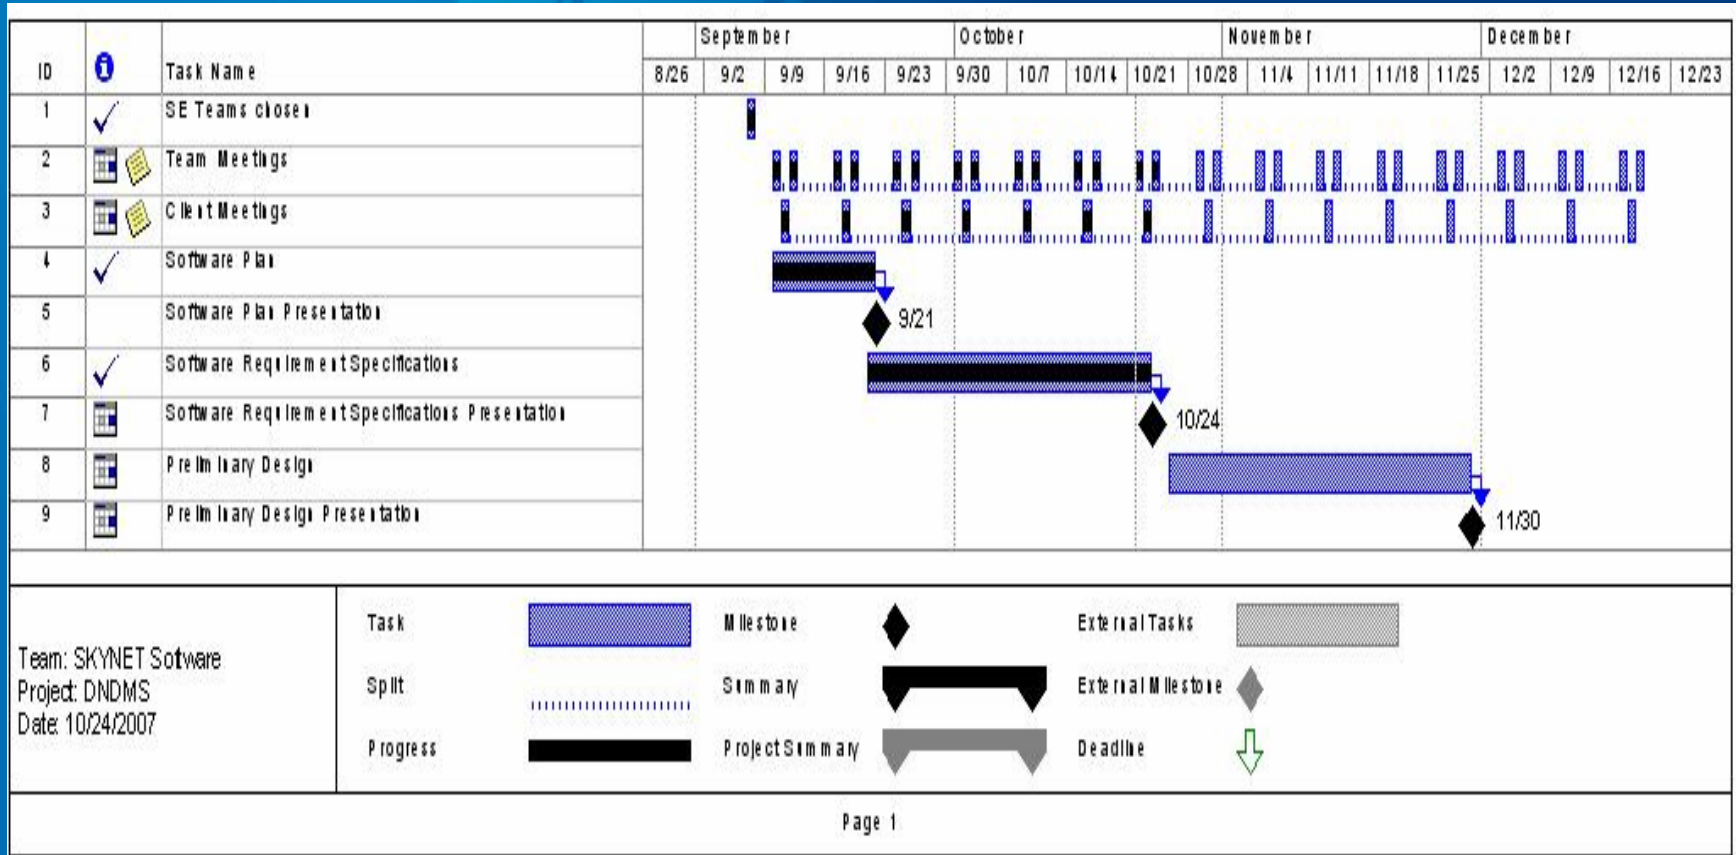 September October November December
ID Task Name 8/26 9/2 9/9 9/16 9/23 9/30 10/7 10/14 10/21 10/28 11/4 11/11 11/18 11/25 12/2 12/9 12/16 12/23
1 SE Teams chosen
2 Team Meetings
3 Client Meetings
4 Software Plan
5 Software Plan Presentation
9/21
6 Software Requirement Specifications
7 Software Requirement Specifications Presentation
10/24
8 Preliminary Design
9 Preliminary Design Presentation
11/30
Task Milestone External Tasks
Team: SKYNET Software
Project: DNDMS
Date: 10/24/2007
Split Summary External Milestone
Progress Project Summary Deadline
Page 1